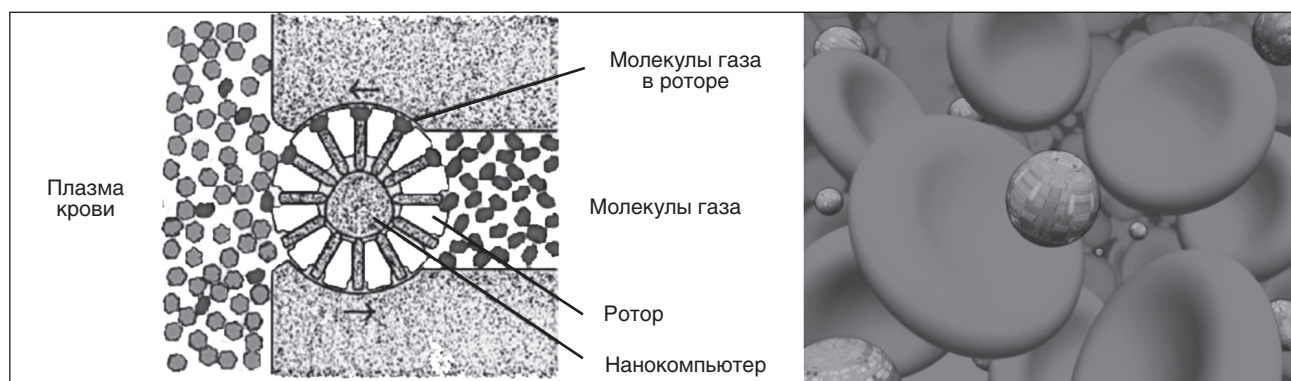 Плазма
крови
Молекулы газа
в роторе
Молекулы газа
Ротор
Нанокомпьютер